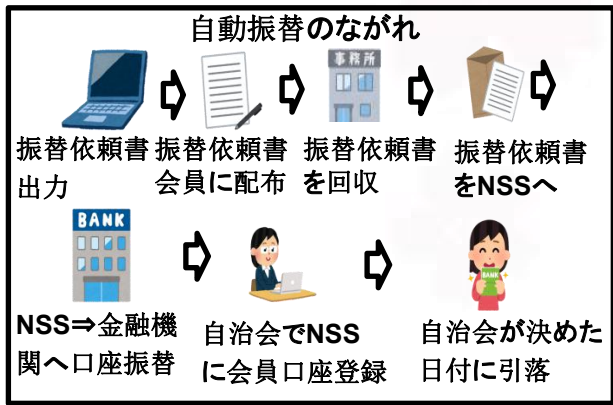 自動振替のながれ
事務所
振替依頼書
出力
振替依頼書
会員に配布
振替依頼書
を回収
振替依頼書
をNSSへ
BANK
BANK
NSS⇒金融機
関へ口座振替
自治会でNSS
に会員口座登録
自治会が決めた
日付に引落